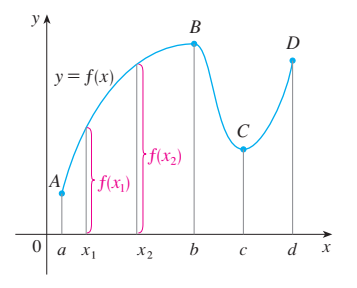 y
B
D
y = f(x)
C
f(x₂)
A
f(x₁)
0 a x₁ x₂ b c d x